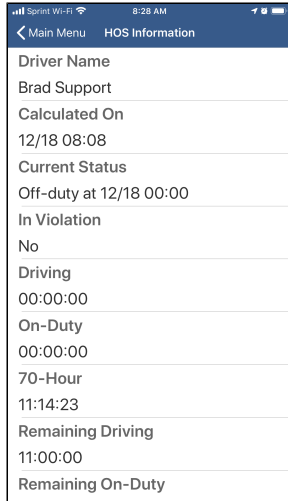 Sprint Wi-Fi 8:28 AM
Main Menu HOS Information
Driver Name
Brad Support
Calculated On
12/18 08:08
Current Status
Off-duty at 12/18 00:00
In Violation
No
Driving
00:00:00
On-Duty
00:00:00
70-Hour
11:14:23
Remaining Driving
11:00:00
Remaining On-Duty